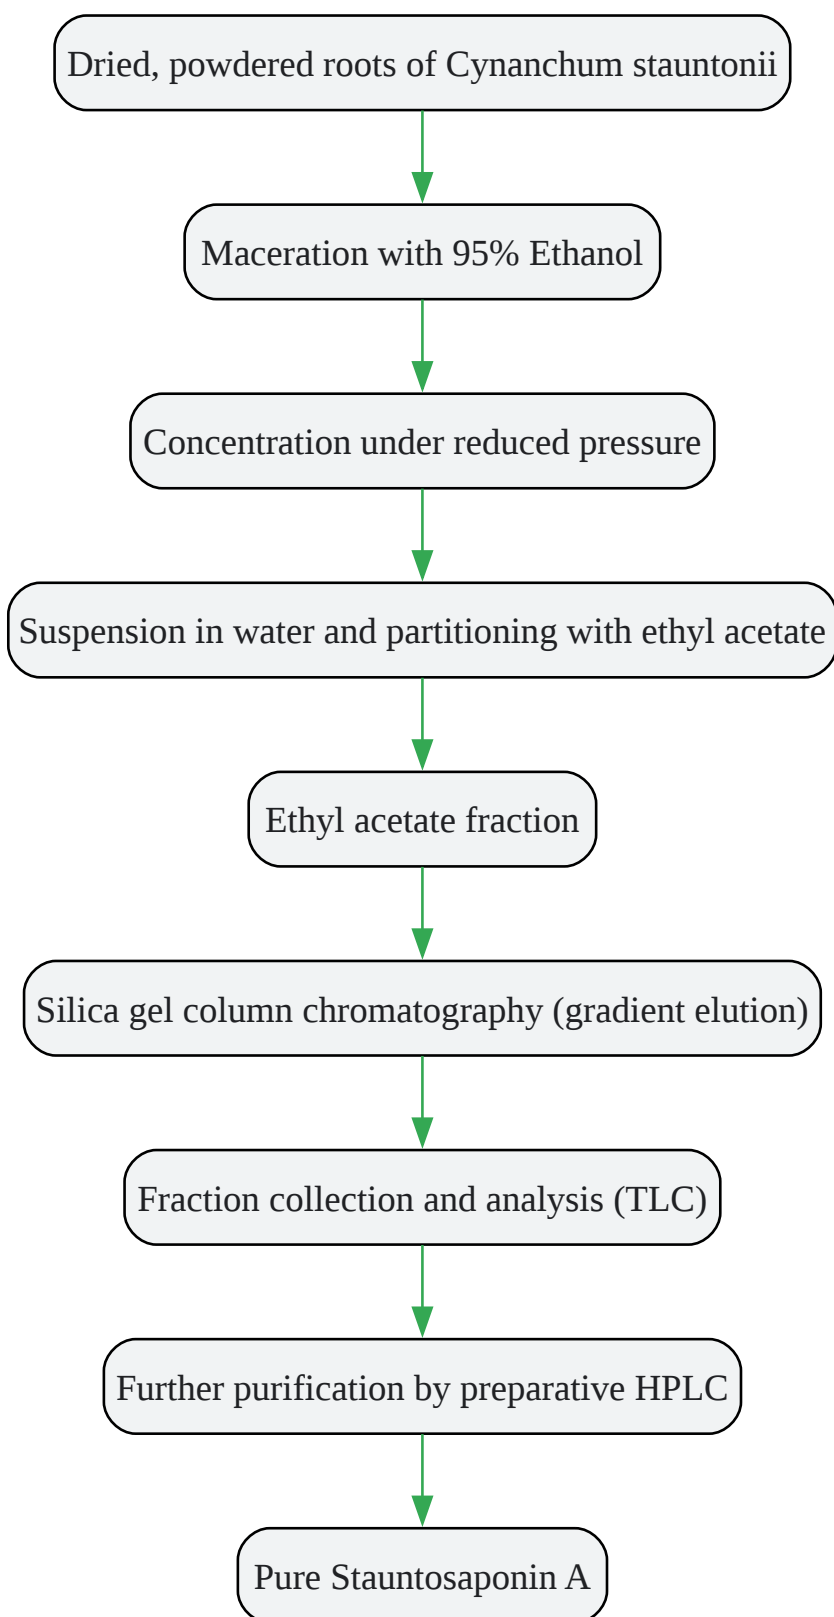 Dried, powdered roots of Cynanchum stauntonii
Maceration with 95% Ethanol
Concentration under reduced pressure
Suspension in water and partitioning with ethyl acetate
Ethyl acetate fraction
Silica gel column chromatography (gradient elution)
Fraction collection and analysis (TLC)
Further purification by preparative HPLC
Pure Stauntosaponin A